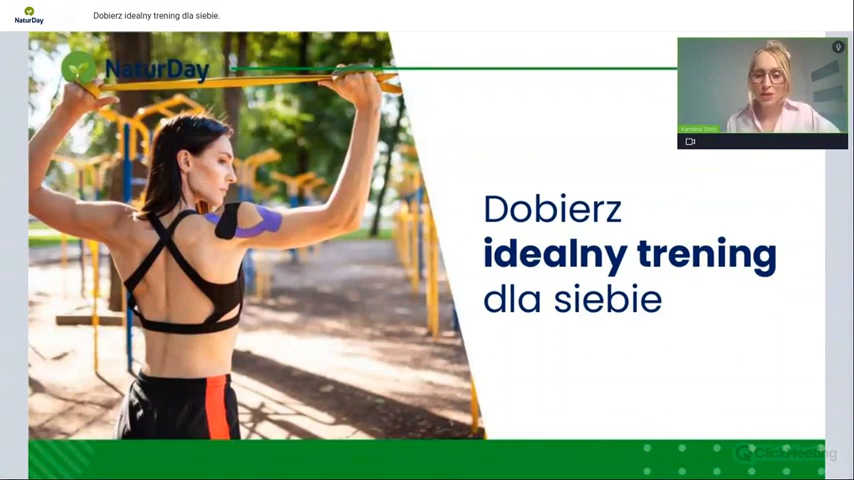 NaturDay
Dobierz idealny trening dla siebie.
NaturDay
Dobierz
idealny trening
dla siebie
ClickMeeting